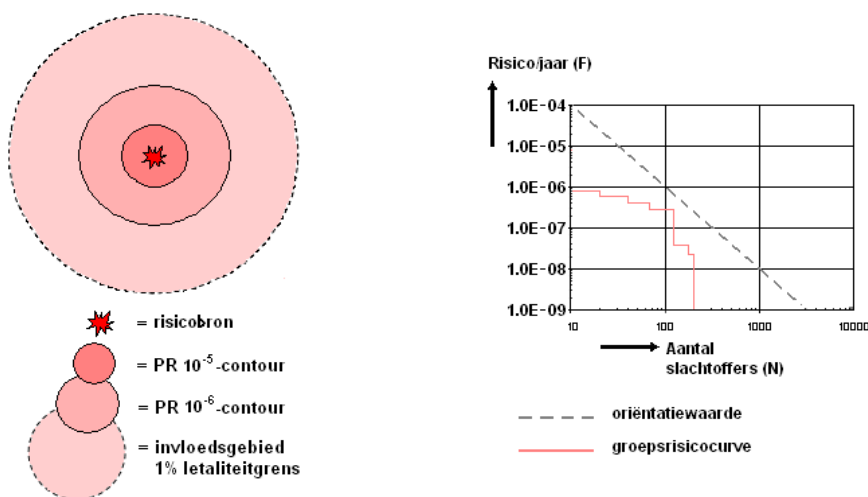 = risicobron
= PR 10-5-contour
= PR 10-6-contour
= invloedsgebied
1% letaliteitgrens
Risico/jaar (F)
1.0E-04
1.0E-05
1.0E-06
1.0E-07
1.0E-08
1.0E-09
10 100 1000 10000
Aantal
slachtoffers (N)
oriëntatiewaarde
groepsrisicocurve